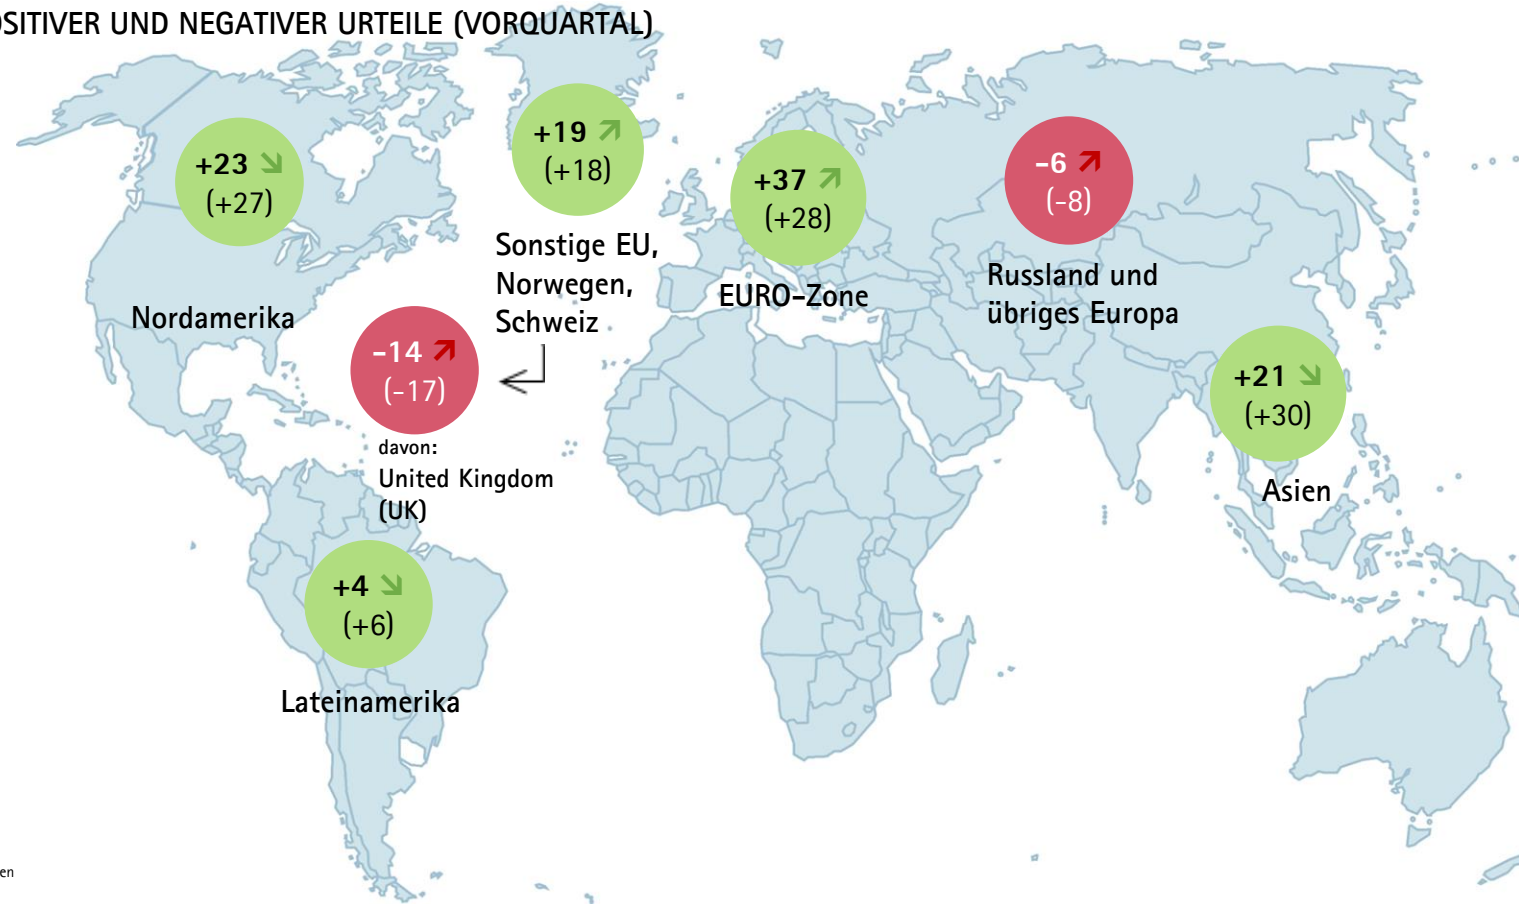 OSITIVER UND NEGATIVER URTEILE (VORQUARTAL)
+23
(+27)
Nordamerika
+19
(+18)
Sonstige EU,
Norwegen,
Schweiz
+37
(+28)
EURO-Zone
-6
(-8)
Russland und
übriges Europa
-14
(-17)
davon:
United Kingdom
(UK)
+21
(+30)
Asien
+4
(+6)
Lateinamerika
en